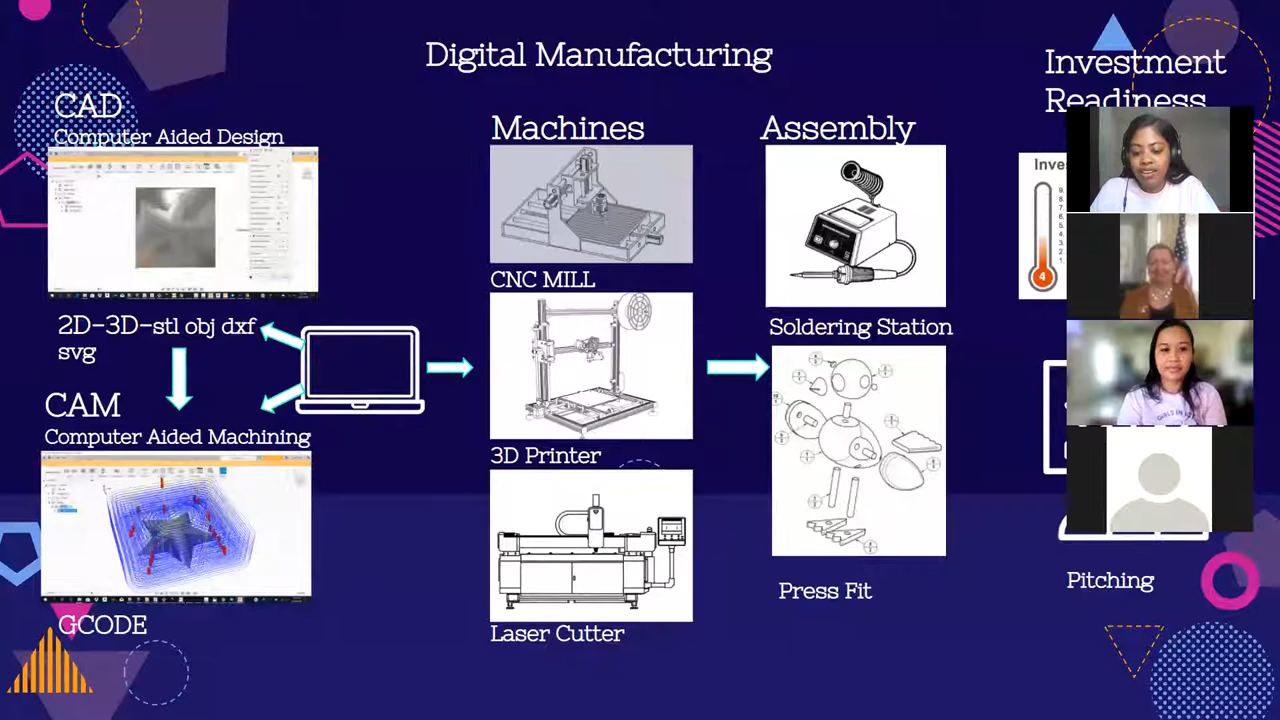 Digital Manufacturing
CAD
Computer Aided Design
2D-3D-stl obj dxf
svg
CAM
Computer Aided Machining
GCODE
Machines
CNC MILL
3D Printer
Laser Cutter
Assembly
Soldering Station
Press Fit
Investment
Readiness
4
Pitching